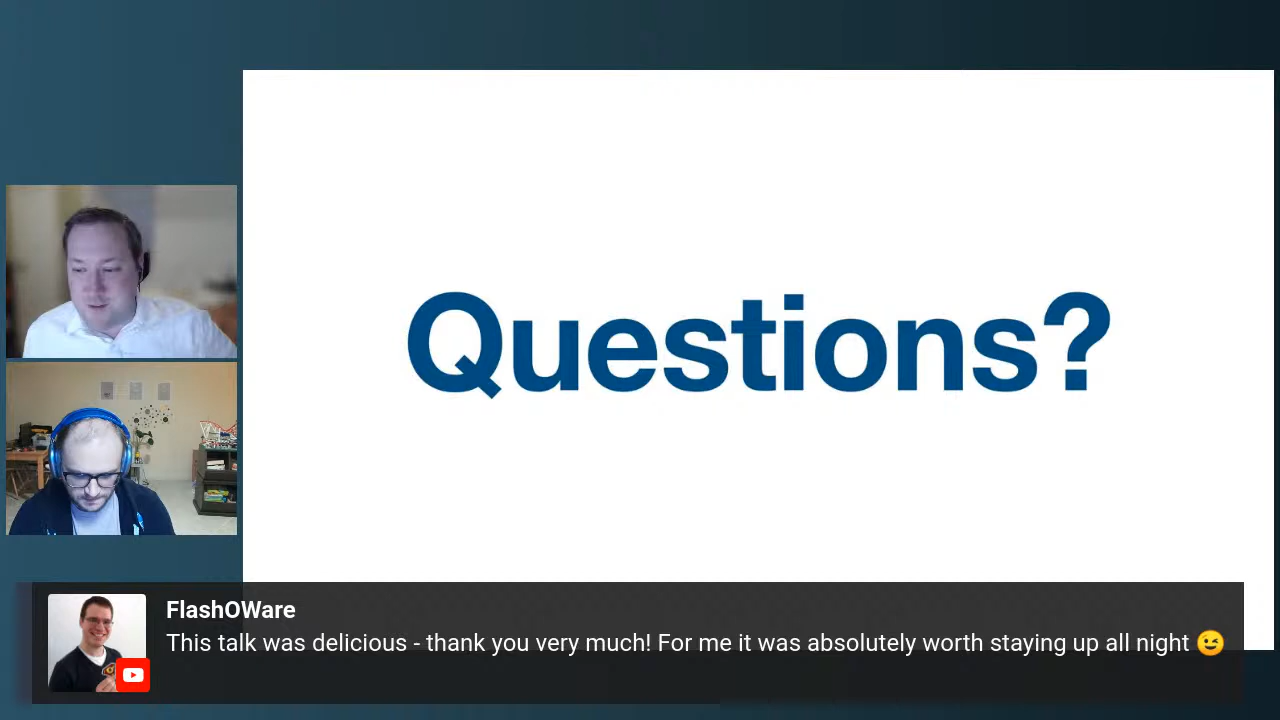 Questions?
FlashOWare
This talk was delicious - thank you very much! For me it was absolutely worth staying up all night 😉